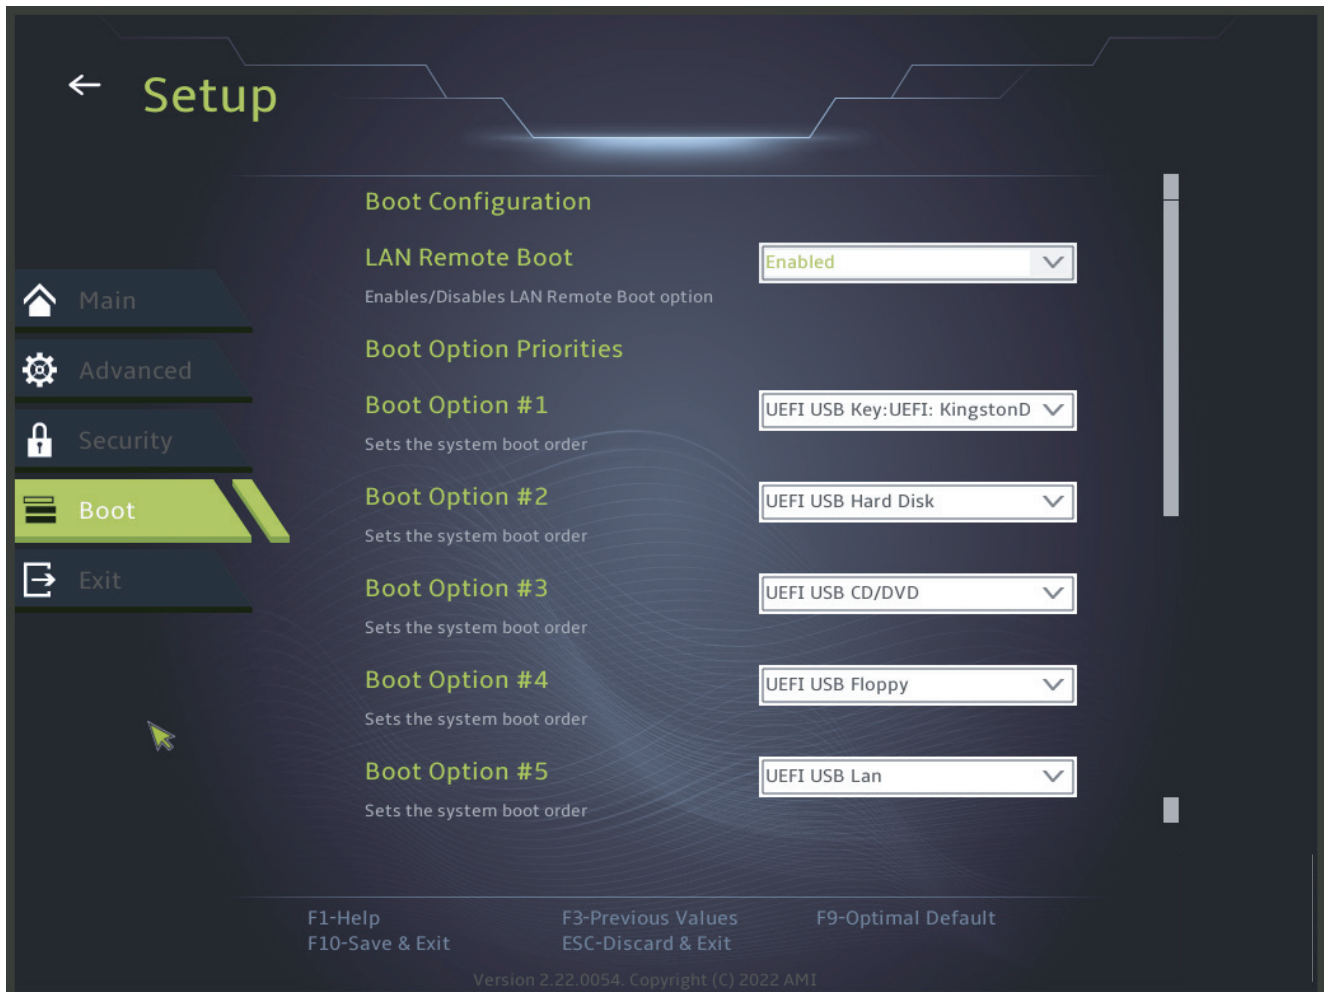 Setup
Boot Configuration
LAN Remote Boot
Enabled
Enables/Disables LAN Remote Boot option
Boot Option Priorities
Boot Option #1
UEFI USB Key:UEFI: KingstonD
Sets the system boot order
Boot Option #2
UEFI USB Hard Disk
Sets the system boot order
Boot Option #3
UEFI USB CD/DVD
Sets the system boot order
Boot Option #4
UEFI USB Floppy
Sets the system boot order
Boot Option #5
UEFI USB Lan
Sets the system boot order
Main
Advanced
Security
Boot
Exit
F1-Help
F3-Previous Values
F9-Optimal Default
F10-Save & Exit
ESC-Discard & Exit
Version 2.22.0054. Copyright (C) 2022 AMI